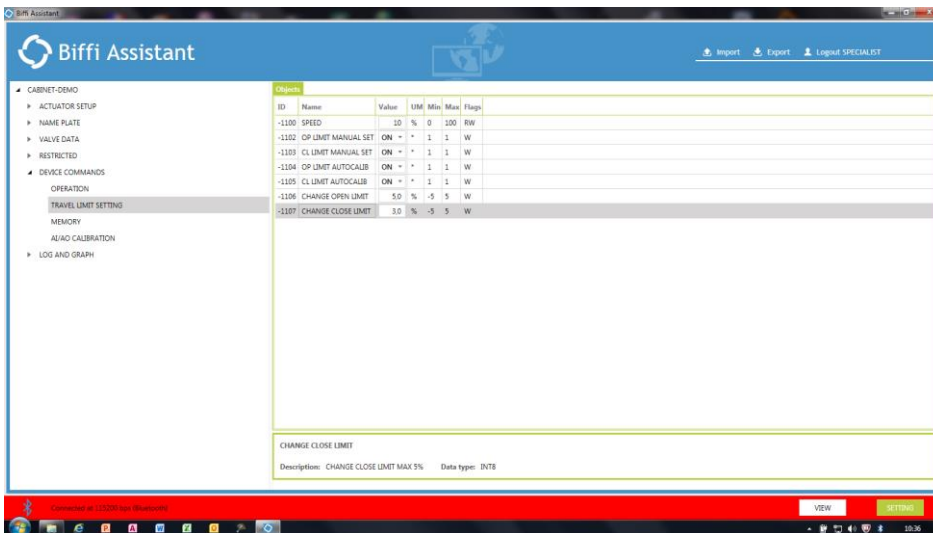 Biffi Assistant
Biffi Assistant
Import Export Logout SPECIALIST
CABINET-DEMO
ACTUATOR SETUP
NAME PLATE
VALVE DATA
RESTRICTED
DEVICE COMMANDS
OPERATION
TRAVEL LIMIT SETTING
MEMORY
AI/AO CALIBRATION
LOG AND GRAPH
Objects
ID Name Value UM Min Max Flags
-1100 SPEED 10 % 0 100 RW
-1102 OP LIMIT MANUAL SET ON * 1 1 W
-1103 CL LIMIT MANUAL SET ON * 1 1 W
-1104 OP LIMIT AUTOCALIB ON * 1 1 W
-1105 CL LIMIT AUTOCALIB ON * 1 1 W
-1106 CHANGE OPEN LIMIT 5,0 % -5 5 W
-1107 CHANGE CLOSE LIMIT 3,0 % -5 5 W
CHANGE CLOSE LIMIT
Description: CHANGE CLOSE LIMIT MAX 5% Data type: INT8
Connected at 115200 bps (Bluetooth)
VIEW SETTING
10:36